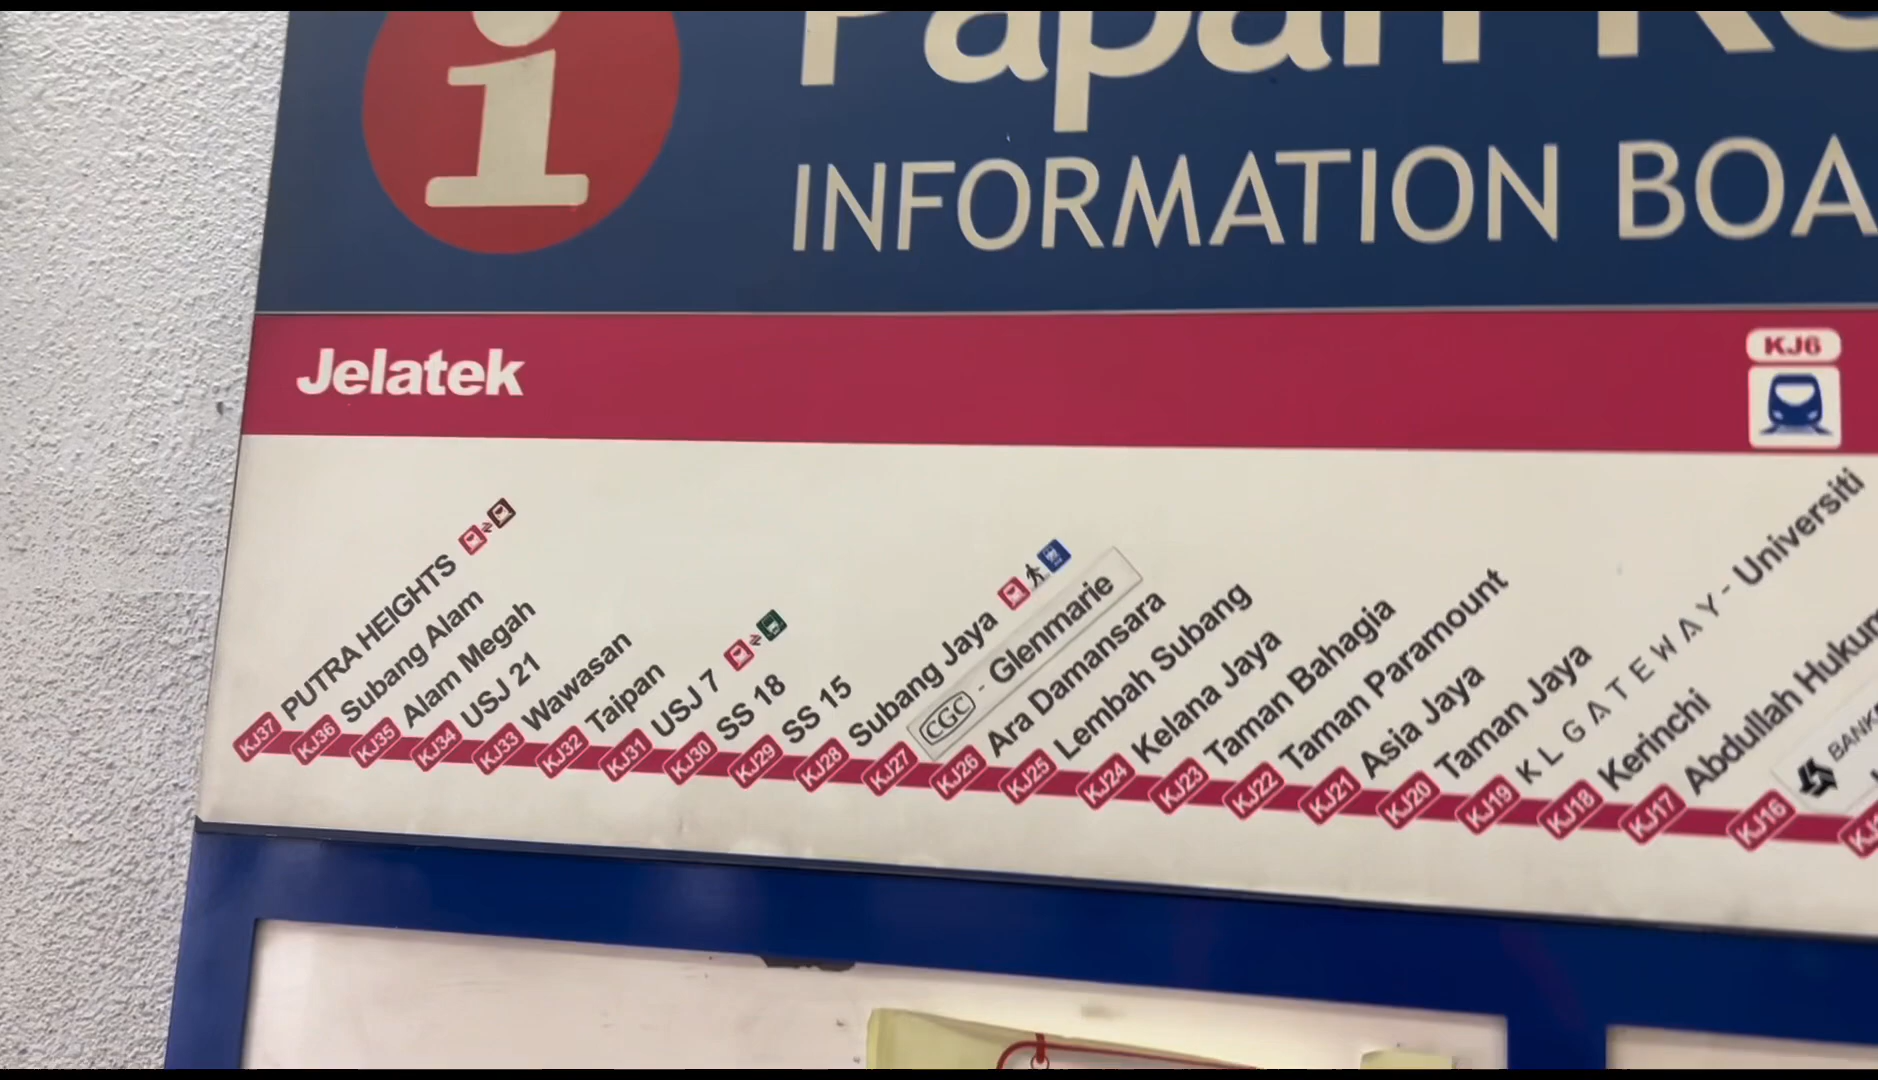 i
Papan
INFORMATION
Jelatek
KJ6
KJ37 PUTRA HEIGHTS
KJ36 Subang Alam
KJ35 Alam Megah
KJ34 USJ 21
KJ33 Wawasan
KJ32 Taipan
KJ31 USJ 7
KJ30 SS 18
KJ29 SS 15
KJ28 Subang Jaya
KJ27 CGC - Glenmarie
KJ26 Ara Damansara
KJ25 Lembah Subang
KJ24 Kelana Jaya
KJ23 Taman Bahagia
KJ22 Taman Paramount
KJ21 Asia Jaya
KJ20 Taman Jaya
KJ19 KL GATEWAY - Universiti
KJ18 Kerinchi
KJ17 Abdullah Hukum
KJ16